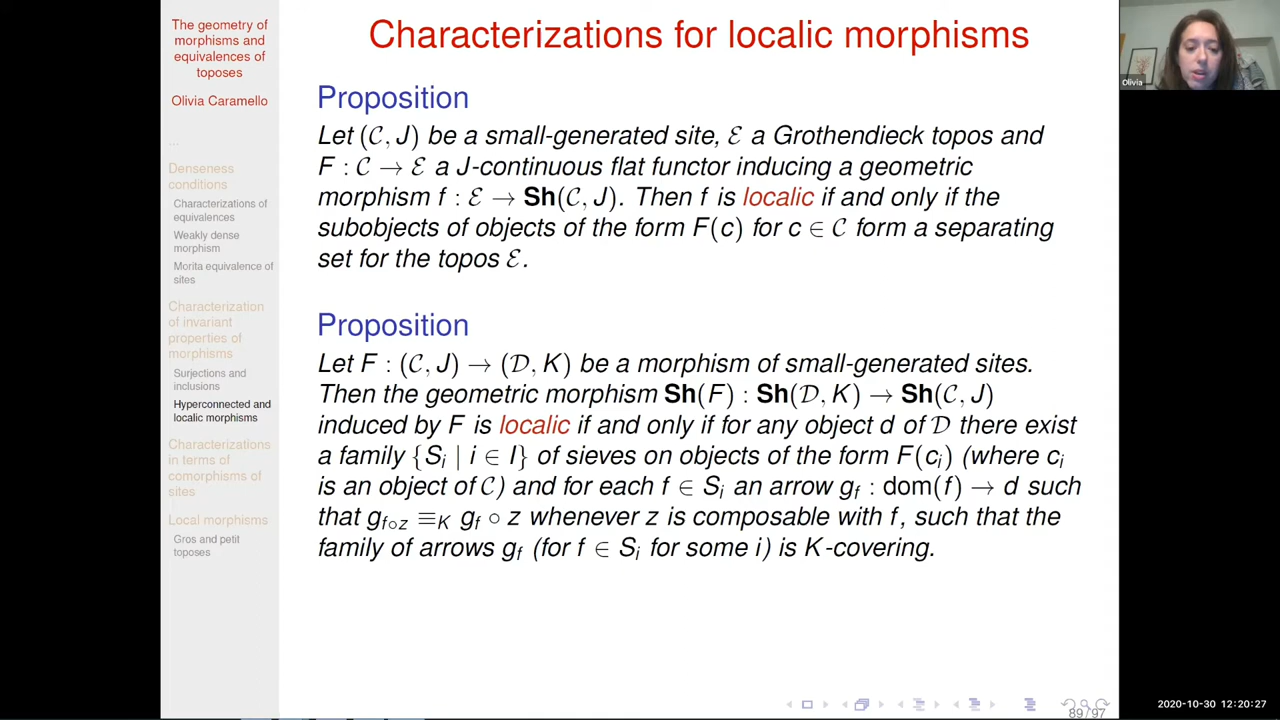 The geometry of
morphisms and
equivalences of
toposes
Olivia Caramello
...
Denseness
conditions
Characterizations of
equivalences
Weakly dense
morphism
Morita equivalence of
sites
Characterization
of invariant
properties of
morphisms
Surjections and
inclusions
Hyperconnected and
localic morphisms
Characterizations
in terms of
comorphisms of
sites
Local morphisms
Gros and petit
toposes
Characterizations for localic morphisms
Proposition
Let (𝒞, J) be a small-generated site, ℰ a Grothendieck topos and
F : 𝒞 → ℰ a J-continuous flat functor inducing a geometric
morphism f : ℰ → Sh(𝒞, J). Then f is localic if and only if the
subobjects of objects of the form F(c) for c ∈ 𝒞 form a separating
set for the topos ℰ.
Proposition
Let F : (𝒞, J) → (𝒟, K) be a morphism of small-generated sites.
Then the geometric morphism Sh(F) : Sh(𝒟, K) → Sh(𝒞, J)
induced by F is localic if and only if for any object d of 𝒟 there exist
a family {S_i | i ∈ I} of sieves on objects of the form F(c_i) (where c_i
is an object of 𝒞) and for each f ∈ S_i an arrow g_f : dom(f) → d such
that g_{f∘z} ≡_K g_f ∘ z whenever z is composable with f, such that the
family of arrows g_f (for f ∈ S_i for some i) is K-covering.
89/97
Olivia
2020-10-30 12:20:27